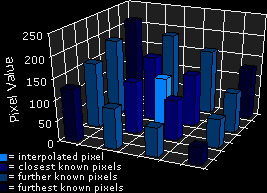 250
200
150
100
50
0
Pixel Value
= interpolated pixel
= closest known pixels
= further known pixels
= furthest known pixels